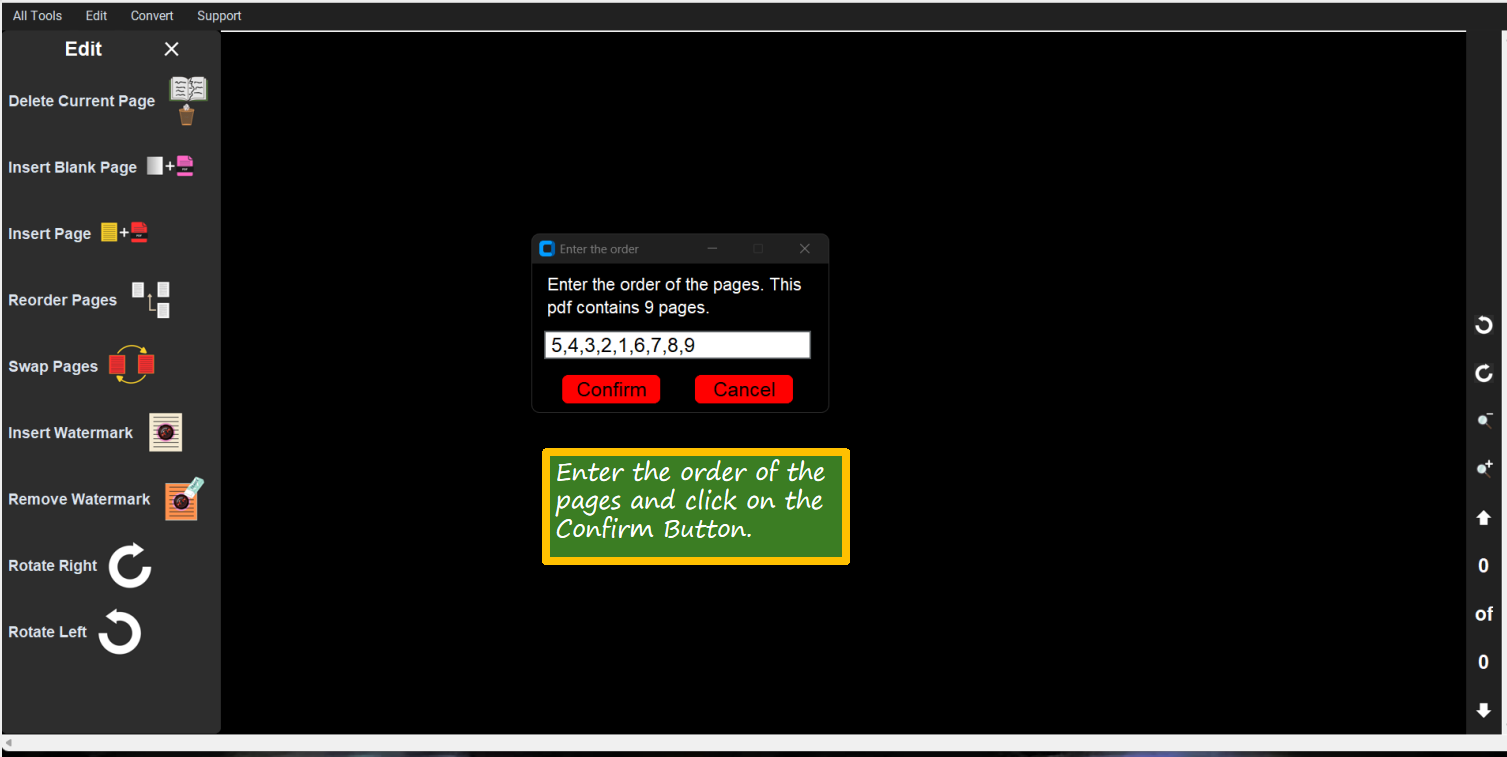 All Tools Edit Convert Support
Edit
Delete Current Page
Insert Blank Page
Insert Page
Reorder Pages
Swap Pages
Insert Watermark
Remove Watermark
Rotate Right
Rotate Left
Enter the order
Enter the order of the pages. This
pdf contains 9 pages.
5,4,3,2,1,6,7,8,9
Confirm Cancel
Enter the order of the
pages and click on the
Confirm Button.
0
of
0